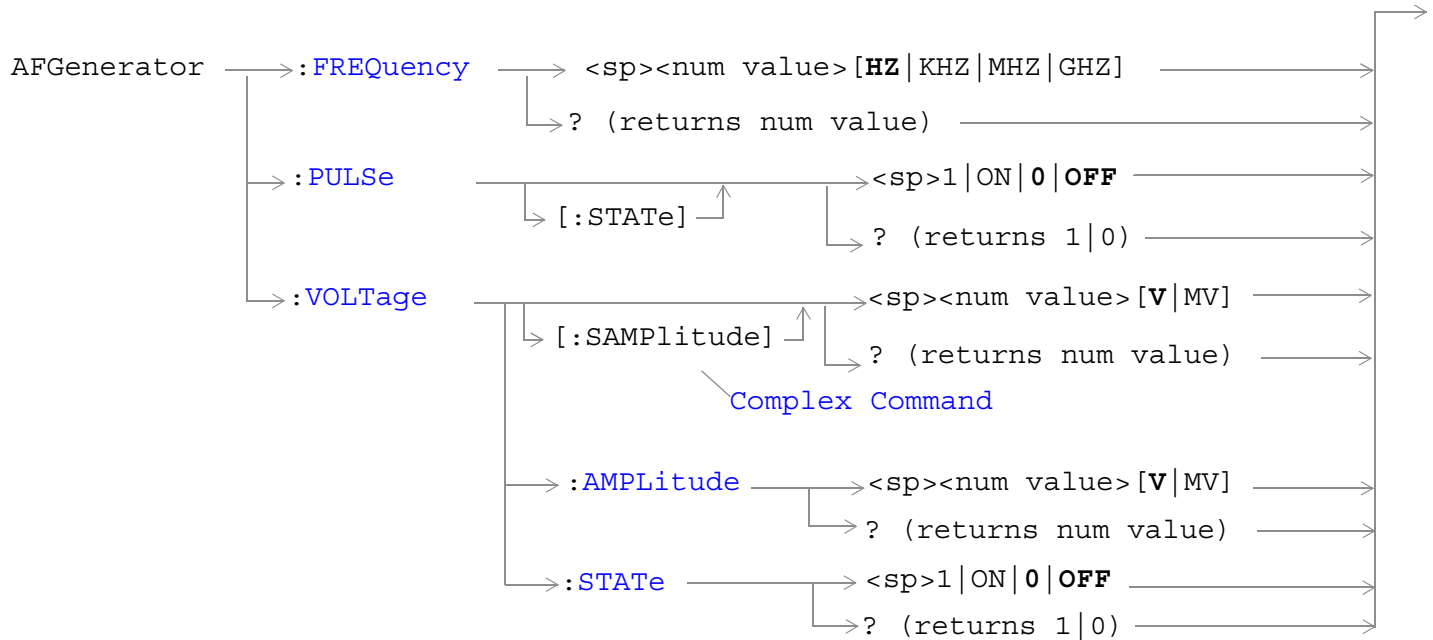 AFGenerator :FREQuency <sp><num value>[HZ|KHZ|MHZ|GHZ]
? (returns num value)
:PULSe <sp>1|ON|0|OFF
[:STATe]
? (returns 1|0)
:VOLTage <sp><num value>[V|MV]
[:SAMPlitude]
? (returns num value)
Complex Command
:AMPLitude <sp><num value>[V|MV]
? (returns num value)
:STATe <sp>1|ON|0|OFF
? (returns 1|0)